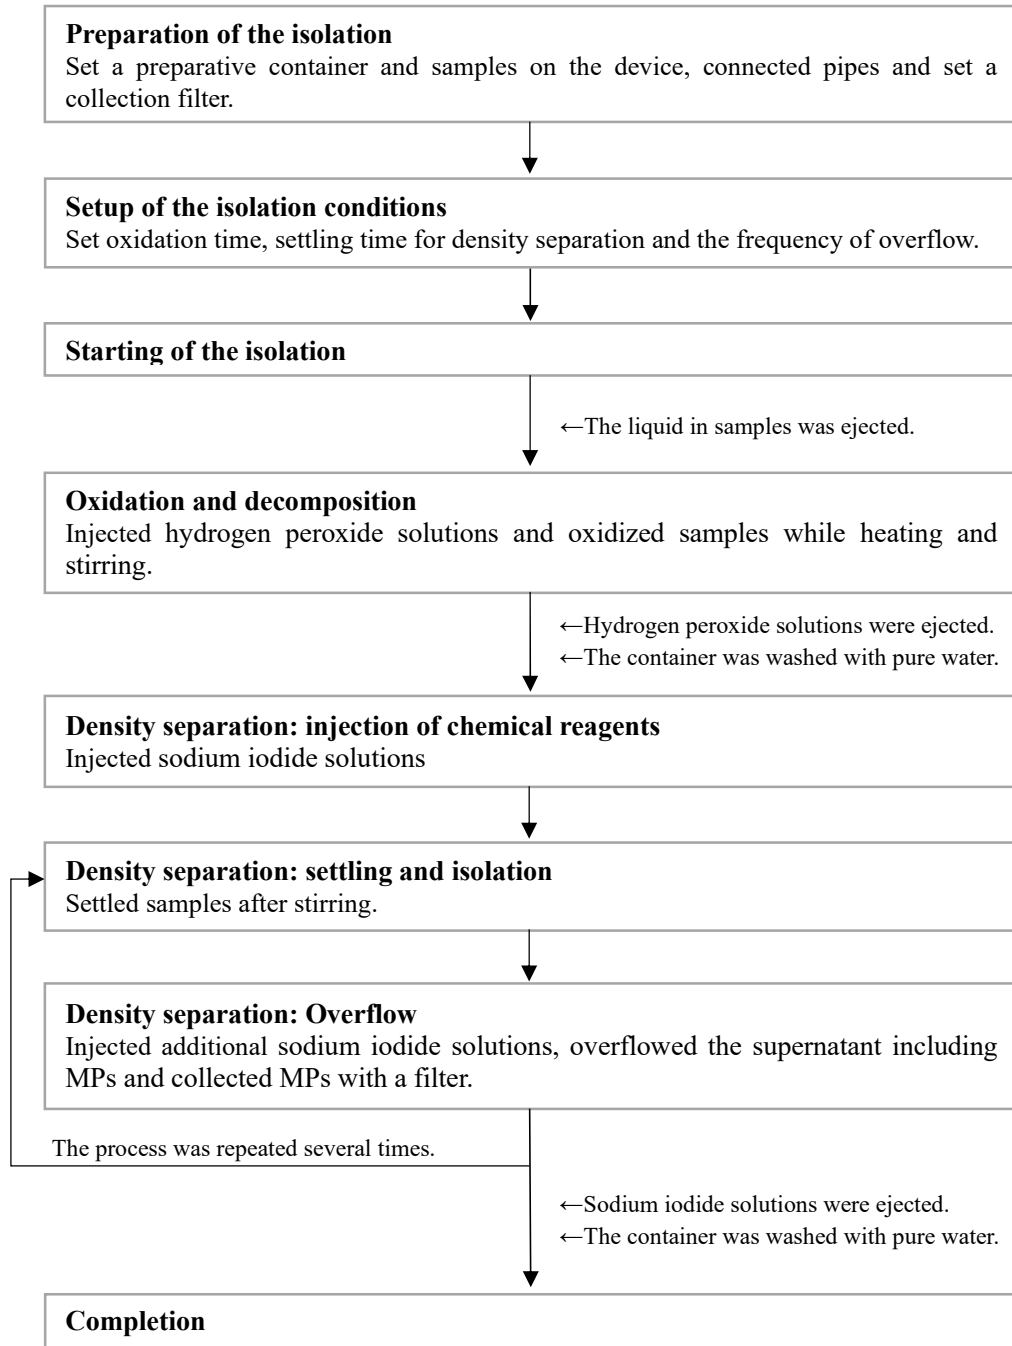 Preparation of the isolation
Set a preparative container and samples on the device, connected pipes and set a
collection filter.
Setup of the isolation conditions
Set oxidation time, settling time for density separation and the frequency of overflow.
Starting of the isolation
←The liquid in samples was ejected.
Oxidation and decomposition
Injected hydrogen peroxide solutions and oxidized samples while heating and
stirring.
←Hydrogen peroxide solutions were ejected.
←The container was washed with pure water.
Density separation: injection of chemical reagents
Injected sodium iodide solutions
Density separation: settling and isolation
Settled samples after stirring.
Density separation: Overflow
Injected additional sodium iodide solutions, overflowed the supernatant including
MPs and collected MPs with a filter.
The process was repeated several times.
←Sodium iodide solutions were ejected.
←The container was washed with pure water.
Completion